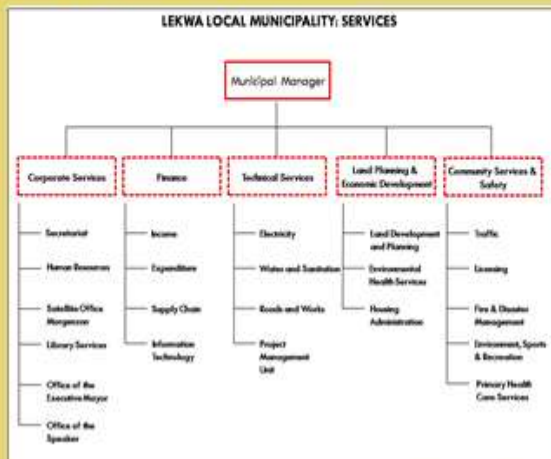 LEKWA LOCAL MUNICIPALITY: SERVICES
Municipal Manager
Corporate Services
Finance
Technical Services
Land Planning &
Economic Development
Community Services &
Safety
Secretariat
Human Resources
Satellite Office
Morgenzon
Library Services
Office of the
Executive Mayor
Office of the
Speaker
Income
Expenditure
Supply Chain
Information
Technology
Electricity
Water and Sanitation
Roads and Works
Project
Management
Unit
Land Development
and Planning
Environmental
Health Services
Housing
Administration
Traffic
Licensing
Fire & Disaster
Management
Environment, Sports
& Recreation
Primary Health
Care Services